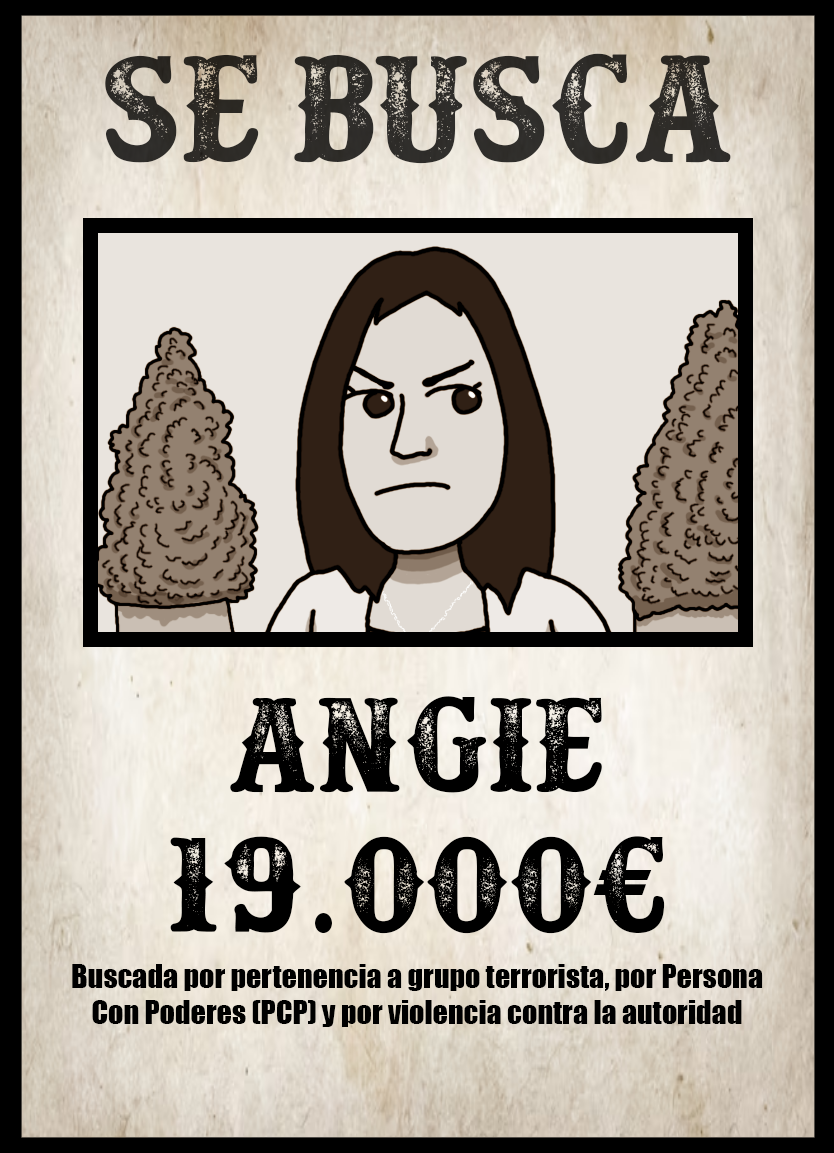 SE BUSCA
ANGIE
19.000€
Buscada por pertenencia a grupo terrorista, por Persona
Con Poderes (PCP) y por violencia contra la autoridad